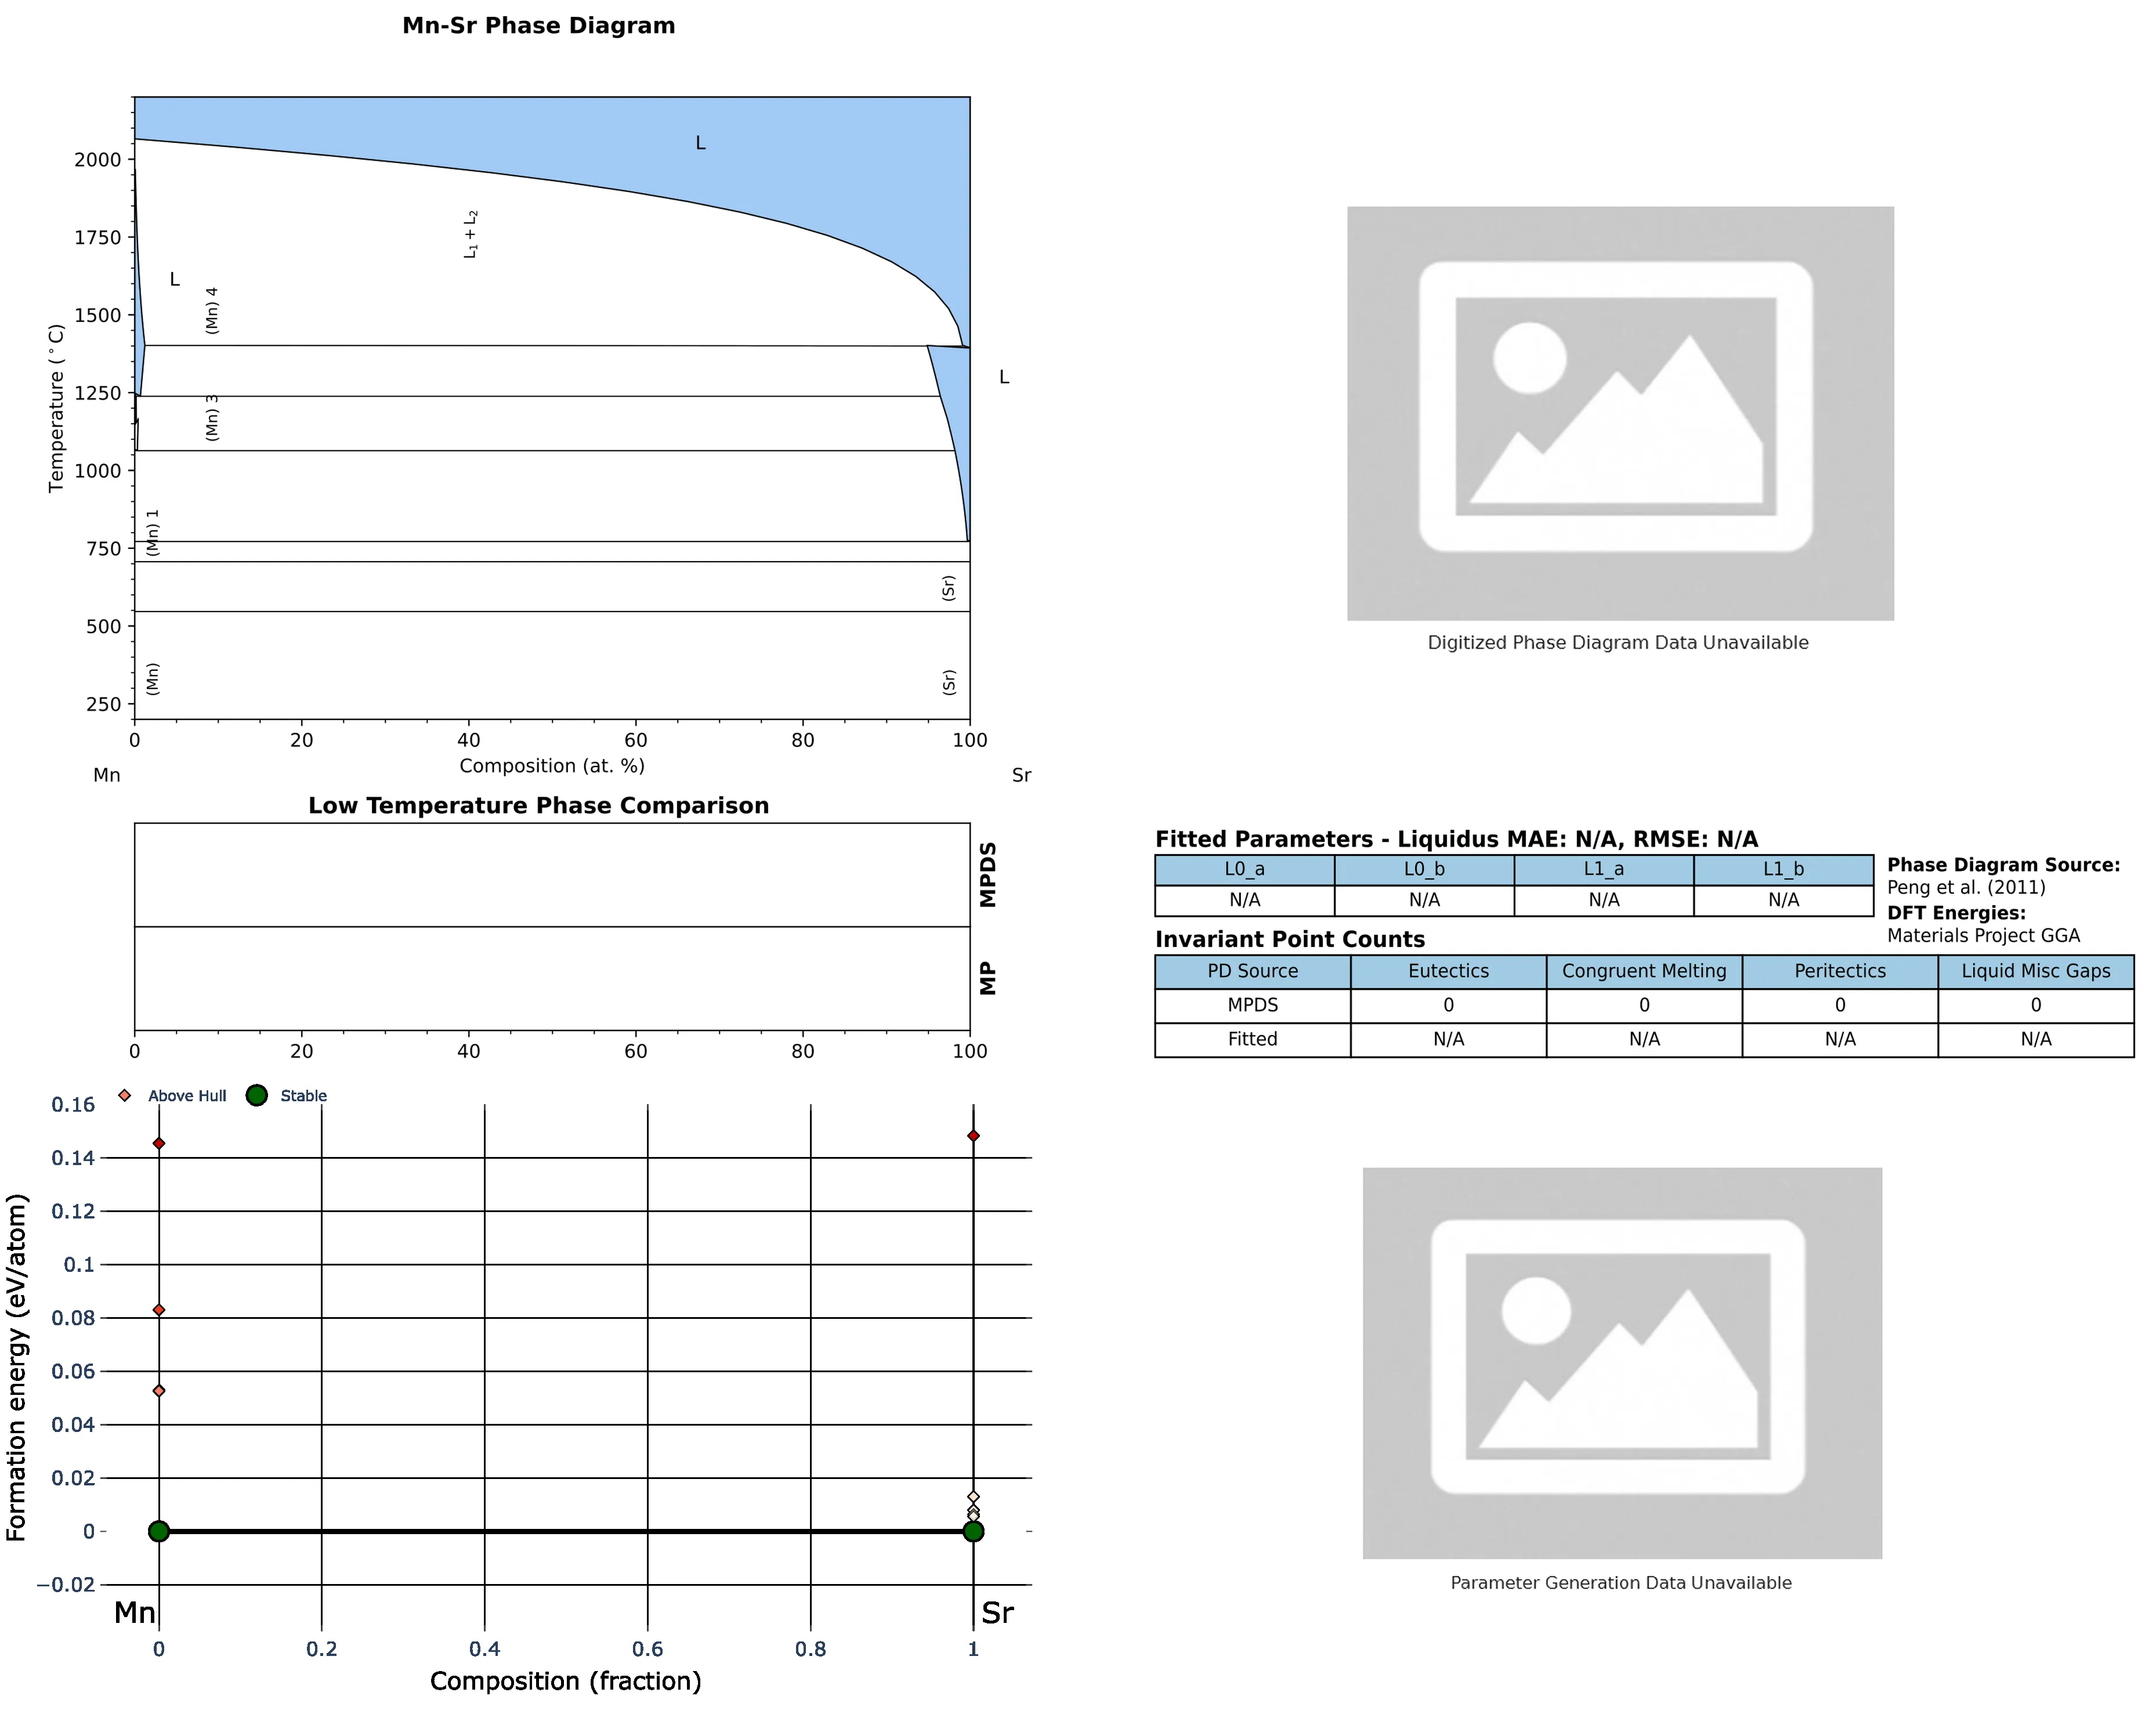 Mn-Sr Phase Diagram
L
2000
L₁ + L₂
1750
L
(Mn) 4
1500
L
1250
(Mn) 3
1000
(Mn) 1
750
(Sr)
500
(Mn)
(Sr)
250
Temperature (°C)
0 20 40 60 80 100
Composition (at. %)
Mn Sr
Digitized Phase Diagram Data Unavailable
Low Temperature Phase Comparison
MPDS
MP
0 20 40 60 80 100
Fitted Parameters - Liquidus MAE: N/A, RMSE: N/A
L0_a L0_b L1_a L1_b
N/A N/A N/A N/A
Phase Diagram Source:
Peng et al. (2011)
DFT Energies:
Materials Project GGA
Invariant Point Counts
PD Source Eutectics Congruent Melting Peritectics Liquid Misc Gaps
MPDS 0 0 0 0
Fitted N/A N/A N/A N/A
Above Hull Stable
0.16
0.14
0.12
0.1
0.08
0.06
0.04
0.02
0
−0.02
Formation energy (eV/atom)
Mn Sr
0 0.2 0.4 0.6 0.8 1
Composition (fraction)
Parameter Generation Data Unavailable